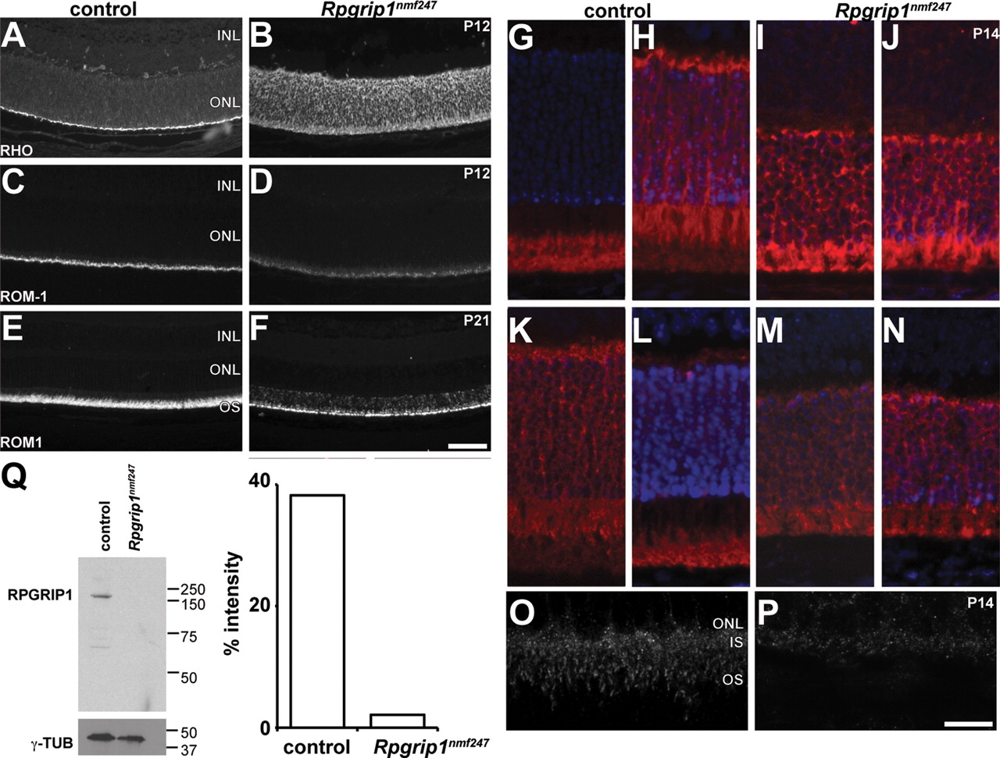 control
Rpgrip1nmf247
control
Rpgrip1nmf247
A
INL
ONL
RHO
B
P12
C
INL
ONL
ROM-1
D
P12
E
INL
ONL
OS
ROM1
F
P21
G
H
I
J
P14
K
L
M
N
O
ONL
IS
OS
P
P14
Q
control
Rpgrip1nmf247
RPGRIP1
250
150
75
50
γ-TUB
50
37
% intensity
40
20
0
control
Rpgrip1nmf247